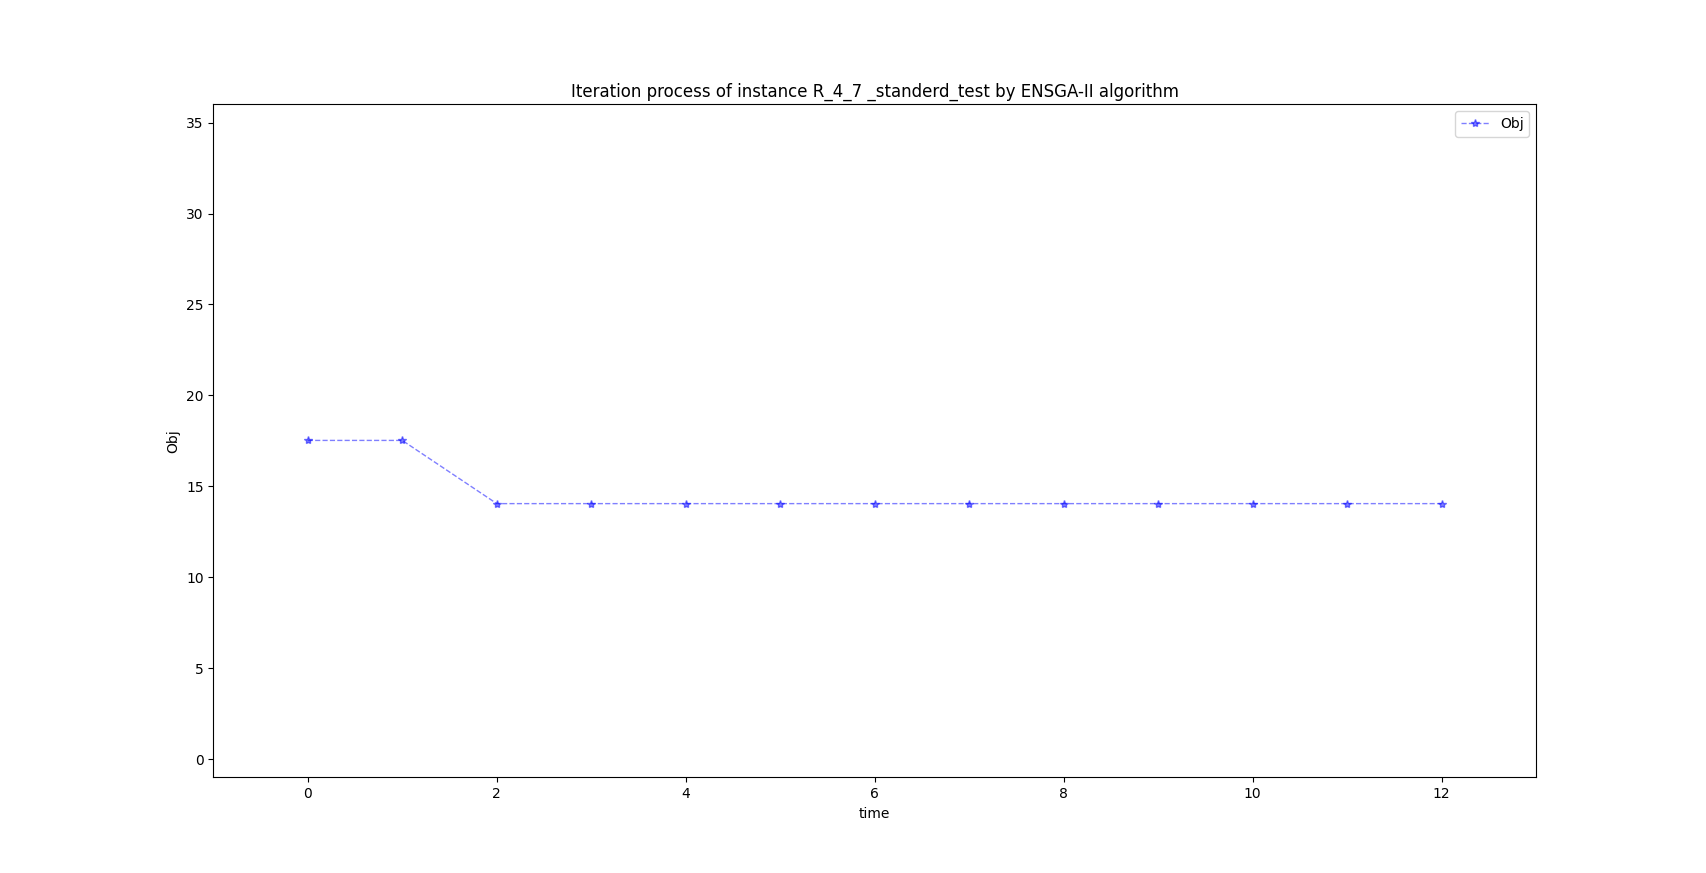 Iteration process of instance R_4_7 _standerd_test by ENSGA-II algorithm
Obj
35
30
25
20
15
10
5
0
Obj
0 2 4 6 8 10 12
time